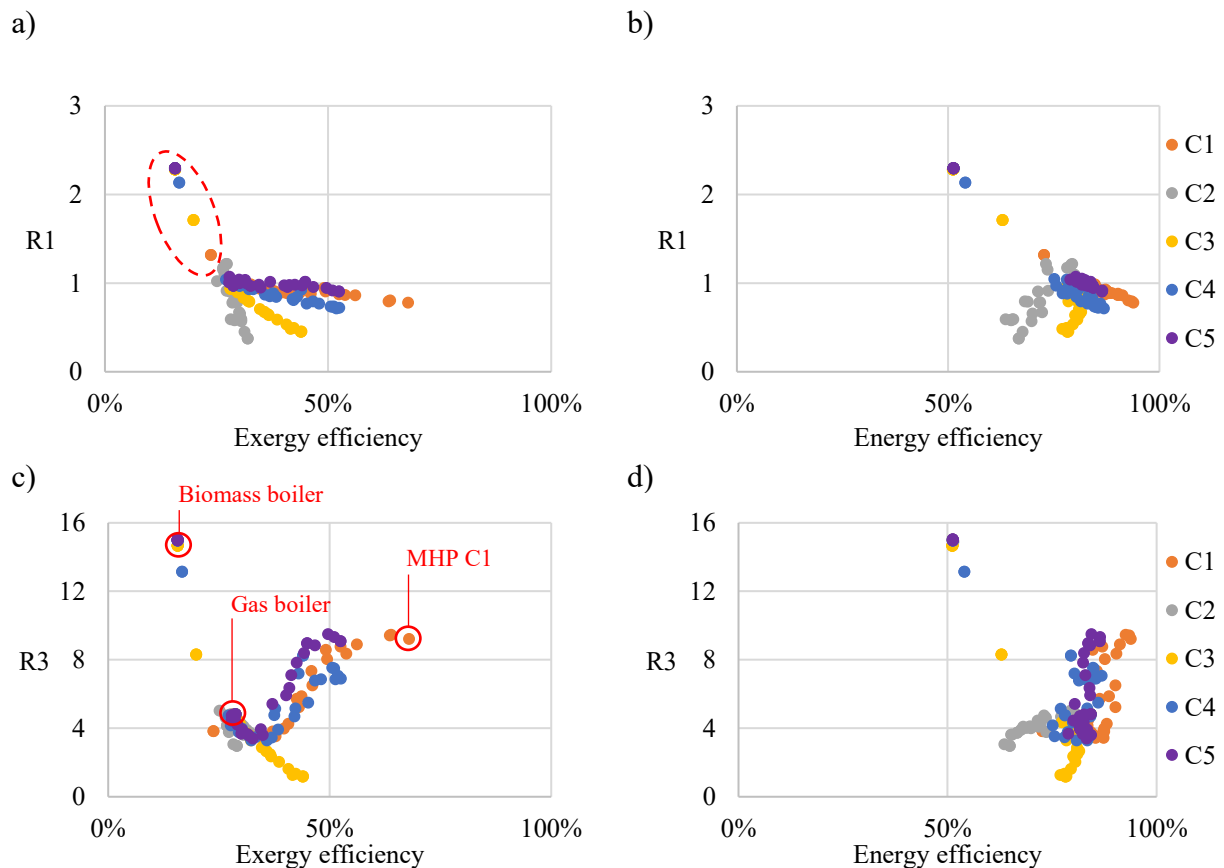 a)
3
2
R1
1
0
0%
50%
100%
Exergy efficiency
b)
3
2
R1
1
0
0%
50%
100%
Energy efficiency
C1
C2
C3
C4
C5
c)
Biomass boiler
16
MHP C1
12
Gas boiler
R3
8
4
0
0%
50%
100%
Exergy efficiency
d)
16
12
R3
8
4
0
0%
50%
100%
Energy efficiency
C1
C2
C3
C4
C5